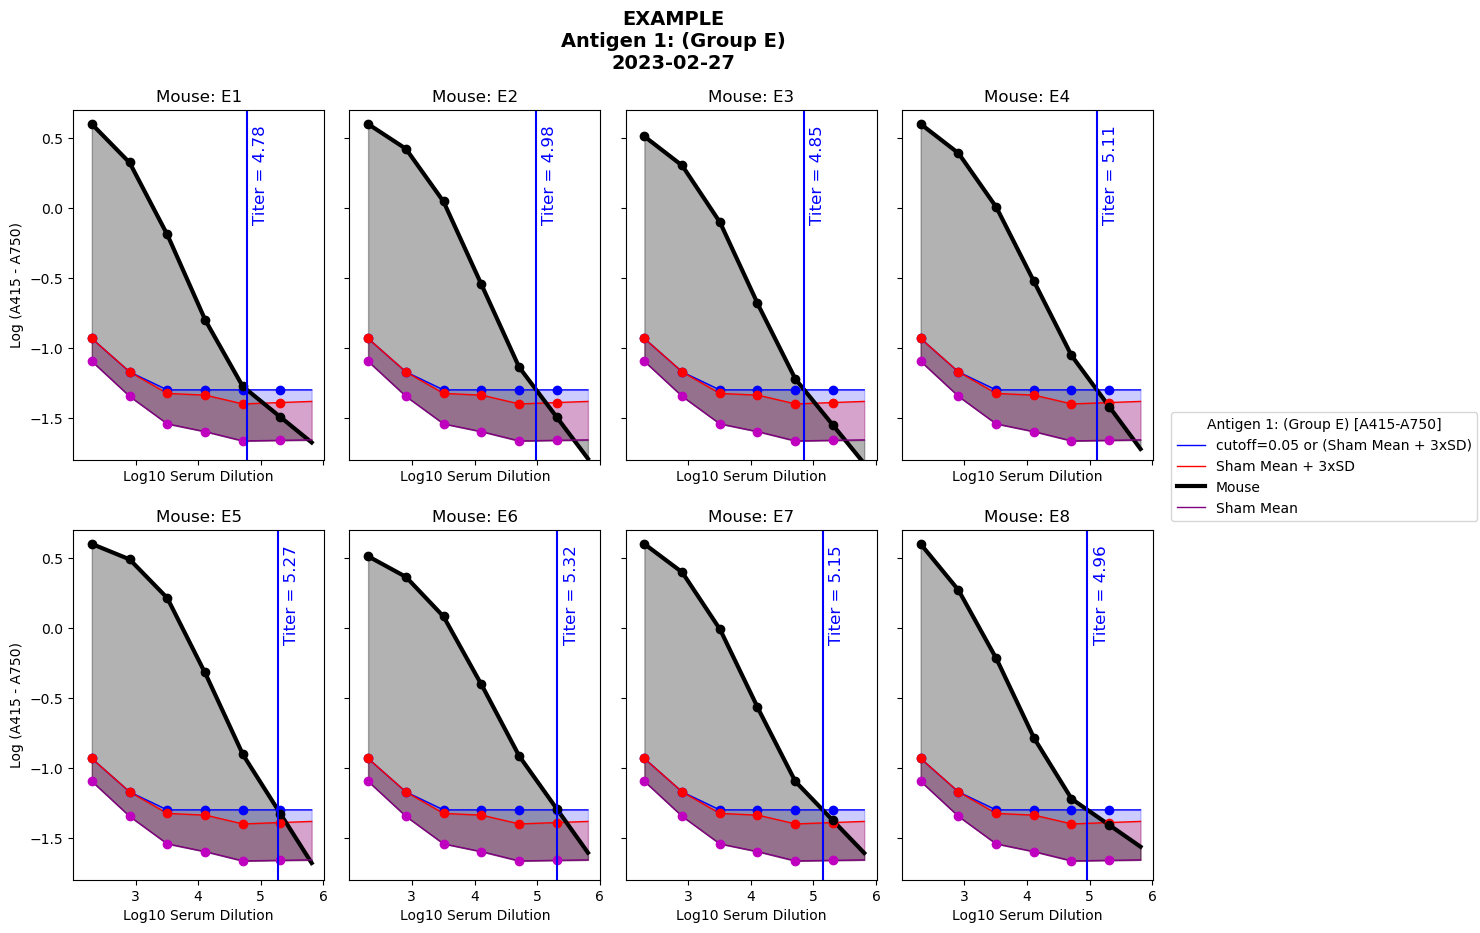 EXAMPLE
Antigen 1: (Group E)
2023-02-27
Mouse: E1
Mouse: E2
Mouse: E3
Mouse: E4
Log (A415 - A750)
0.5
0.0
−0.5
−1.0
−1.5
Titer = 4.78
Titer = 4.98
Titer = 4.85
Titer = 5.11
Log10 Serum Dilution
Log10 Serum Dilution
Log10 Serum Dilution
Log10 Serum Dilution
Antigen 1: (Group E) [A415-A750]
cutoff=0.05 or (Sham Mean + 3xSD)
Sham Mean + 3xSD
Mouse
Sham Mean
Mouse: E5
Mouse: E6
Mouse: E7
Mouse: E8
Log (A415 - A750)
0.5
0.0
−0.5
−1.0
−1.5
Titer = 5.27
Titer = 5.32
Titer = 5.15
Titer = 4.96
3 4 5 6
3 4 5 6
3 4 5 6
3 4 5 6
Log10 Serum Dilution
Log10 Serum Dilution
Log10 Serum Dilution
Log10 Serum Dilution